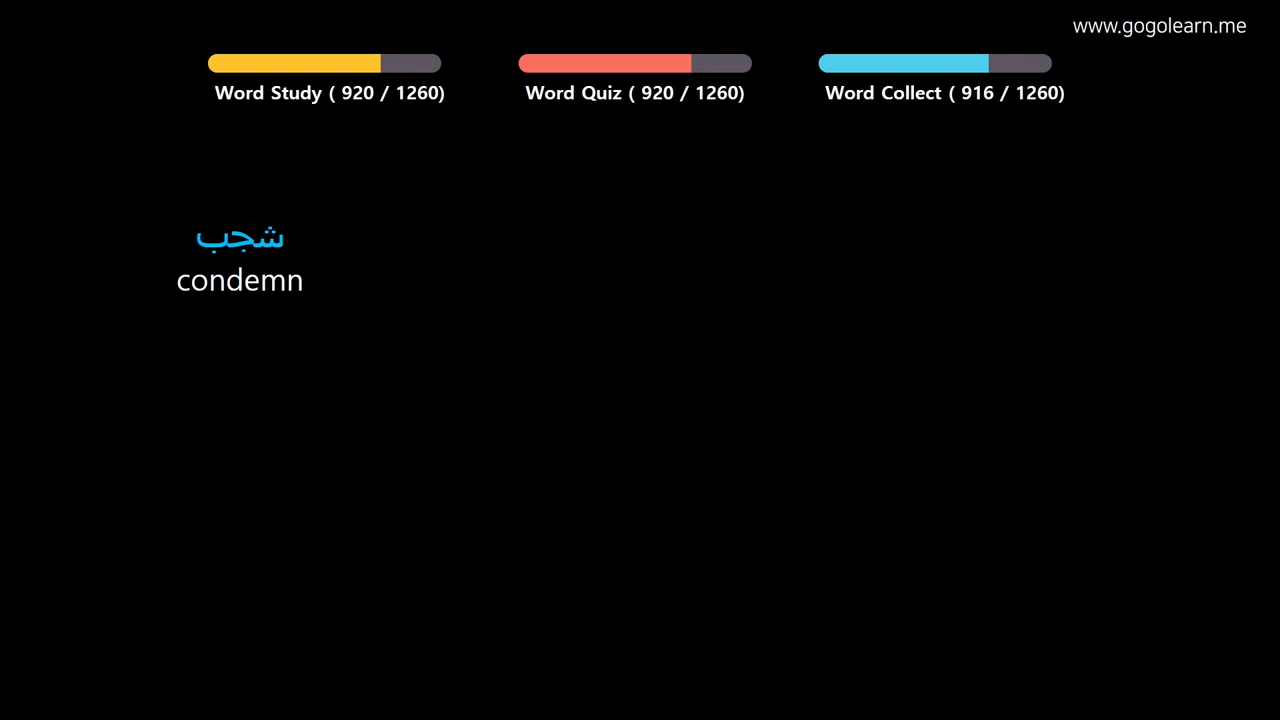 www.gogolearn.me
Word Study ( 920 / 1260)
Word Quiz ( 920 / 1260)
Word Collect ( 916 / 1260)
شجب
condemn